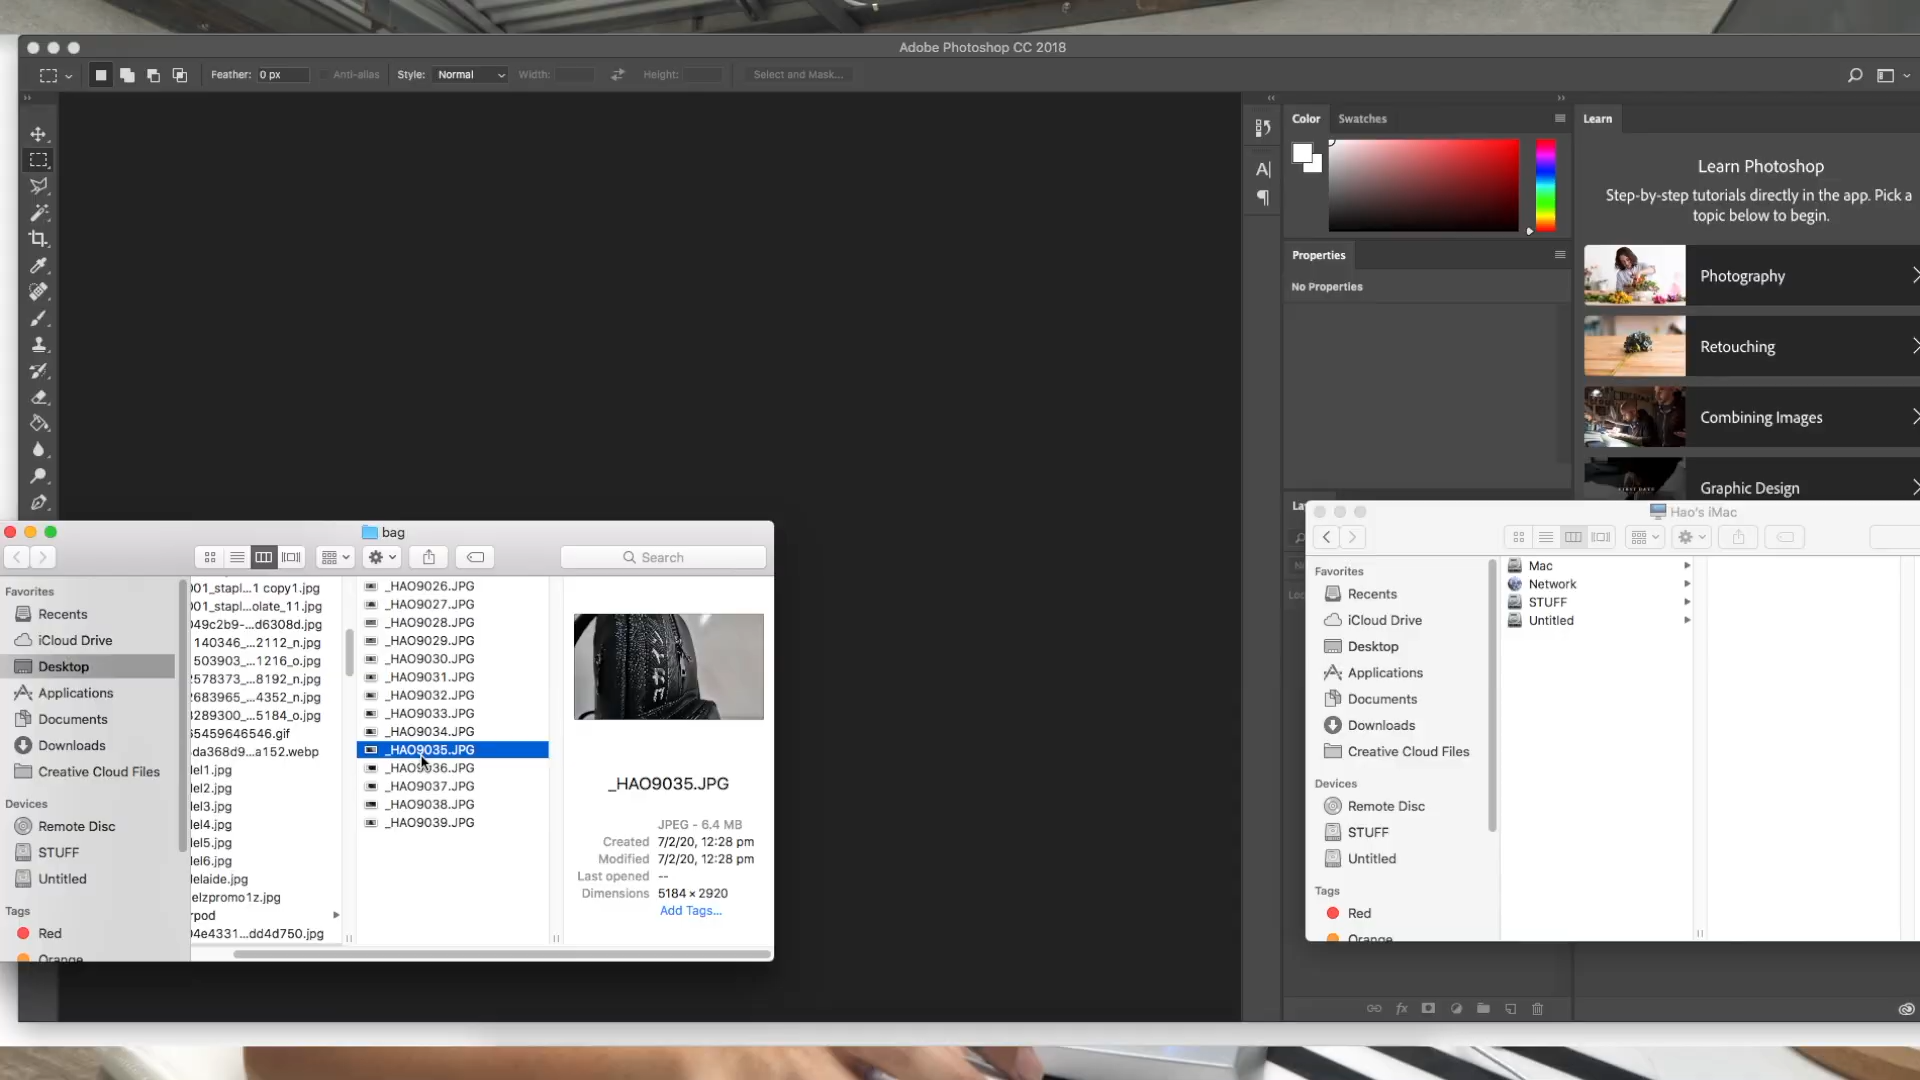 Adobe Photoshop CC 2018
Feather: 0 px Anti-alias Style: Normal Width: Height: Select and Mask...
Color Swatches
Learn
Learn Photoshop
Step-by-step tutorials directly in the app. Pick a
topic below to begin.
Photography
Retouching
Combining Images
Graphic Design
Properties
No Properties
bag
Search
Favorites
Recents
iCloud Drive
Desktop
Applications
Documents
Downloads
Creative Cloud Files
Devices
Remote Disc
STUFF
Untitled
Tags
Red
Orange
001_stapl...1 copy1.jpg
001_stapl...olate_11.jpg
049c2b9-...d6308d.jpg
140346_...2112_n.jpg
503903_...1216_o.jpg
2578373_...8192_n.jpg
2683965_...4352_n.jpg
3289300_...5184_o.jpg
55459646546.gif
da368d9...a152.webp
lel1.jpg
lel2.jpg
lel3.jpg
lel4.jpg
lel5.jpg
lel6.jpg
lelaide.jpg
elzpromo1z.jpg
rpod
04e4331...dd4d750.jpg
_HAO9026.JPG
_HAO9027.JPG
_HAO9028.JPG
_HAO9029.JPG
_HAO9030.JPG
_HAO9031.JPG
_HAO9032.JPG
_HAO9033.JPG
_HAO9034.JPG
_HAO9035.JPG
_HAO9036.JPG
_HAO9037.JPG
_HAO9038.JPG
_HAO9039.JPG
_HAO9035.JPG
JPEG - 6.4 MB
Created 7/2/20, 12:28 pm
Modified 7/2/20, 12:28 pm
Last opened --
Dimensions 5184 × 2920
Add Tags...
Hao's iMac
Favorites
Recents
iCloud Drive
Desktop
Applications
Documents
Downloads
Creative Cloud Files
Devices
Remote Disc
STUFF
Untitled
Tags
Red
Orange
Mac
Network
STUFF
Untitled